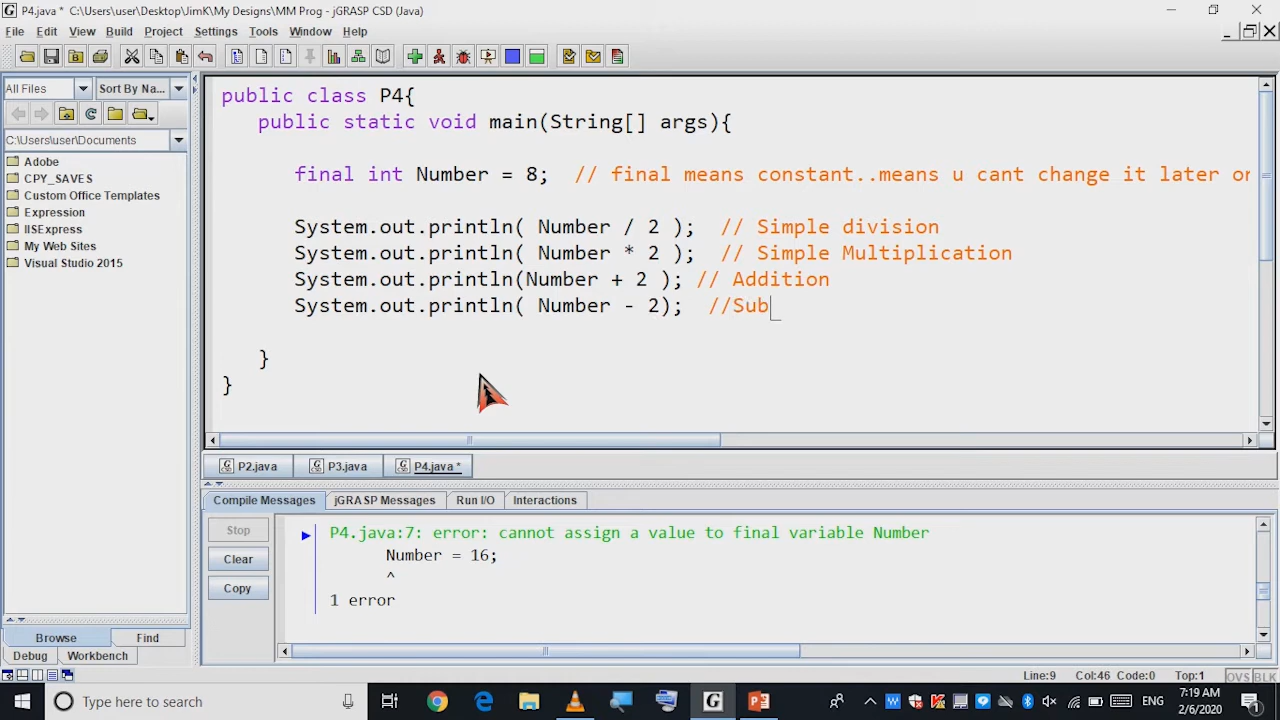 P4.java * C:\Users\user\Desktop\JimK\My Designs\MM Prog - jGRASP CSD (Java)
File Edit View Build Project Settings Tools Window Help
All Files Sort By Na...
C:\Users\user\Documents
Adobe
CPY_SAVES
Custom Office Templates
Expression
IISExpress
My Web Sites
Visual Studio 2015
Browse Find
Debug Workbench
public class P4{
public static void main(String[] args){
final int Number = 8; // final means constant..means u cant change it later on
System.out.println( Number / 2 ); // Simple division
System.out.println( Number * 2 ); // Simple Multiplication
System.out.println(Number + 2 ); // Addition
System.out.println( Number - 2); //Sub
}
}
P2.java P3.java P4.java *
Compile Messages jGRASP Messages Run I/O Interactions
Stop
Clear
Copy
P4.java:7: error: cannot assign a value to final variable Number
Number = 16;
^
1 error
Line:9 Col:46 Code:0 Top:1 OVS BLK
Type here to search
ENG
7:19 AM
2/6/2020